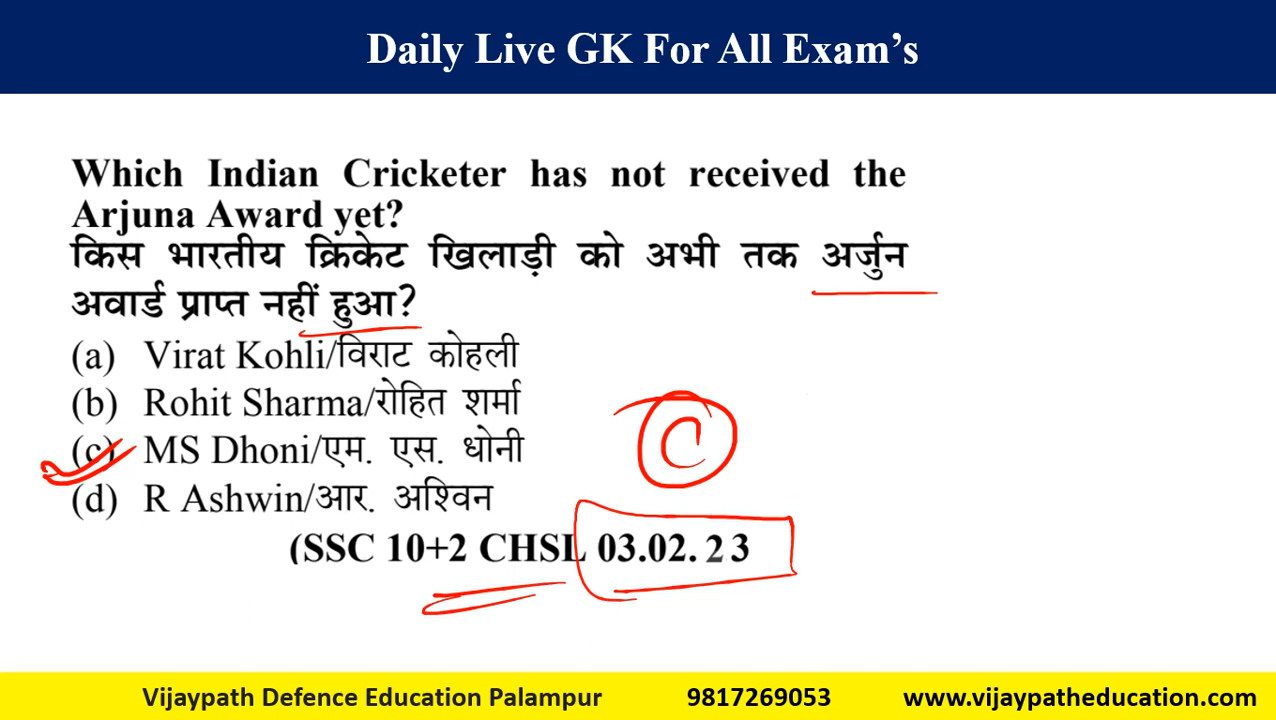 Daily Live GK For All Exam's
Which Indian Cricketer has not received the
Arjuna Award yet?
किस भारतीय क्रिकेट खिलाड़ी को अभी तक अर्जुन
अवार्ड प्राप्त नहीं हुआ?
(a) Virat Kohli/विराट कोहली
(b) Rohit Sharma/रोहित शर्मा
(c) MS Dhoni/एम. एस. धोनी
C
(d) R Ashwin/आर. अश्विन
(SSC 10+2 CHSL 03.02.23
Vijaypath Defence Education Palampur 9817269053 www.vijaypatheducation.com